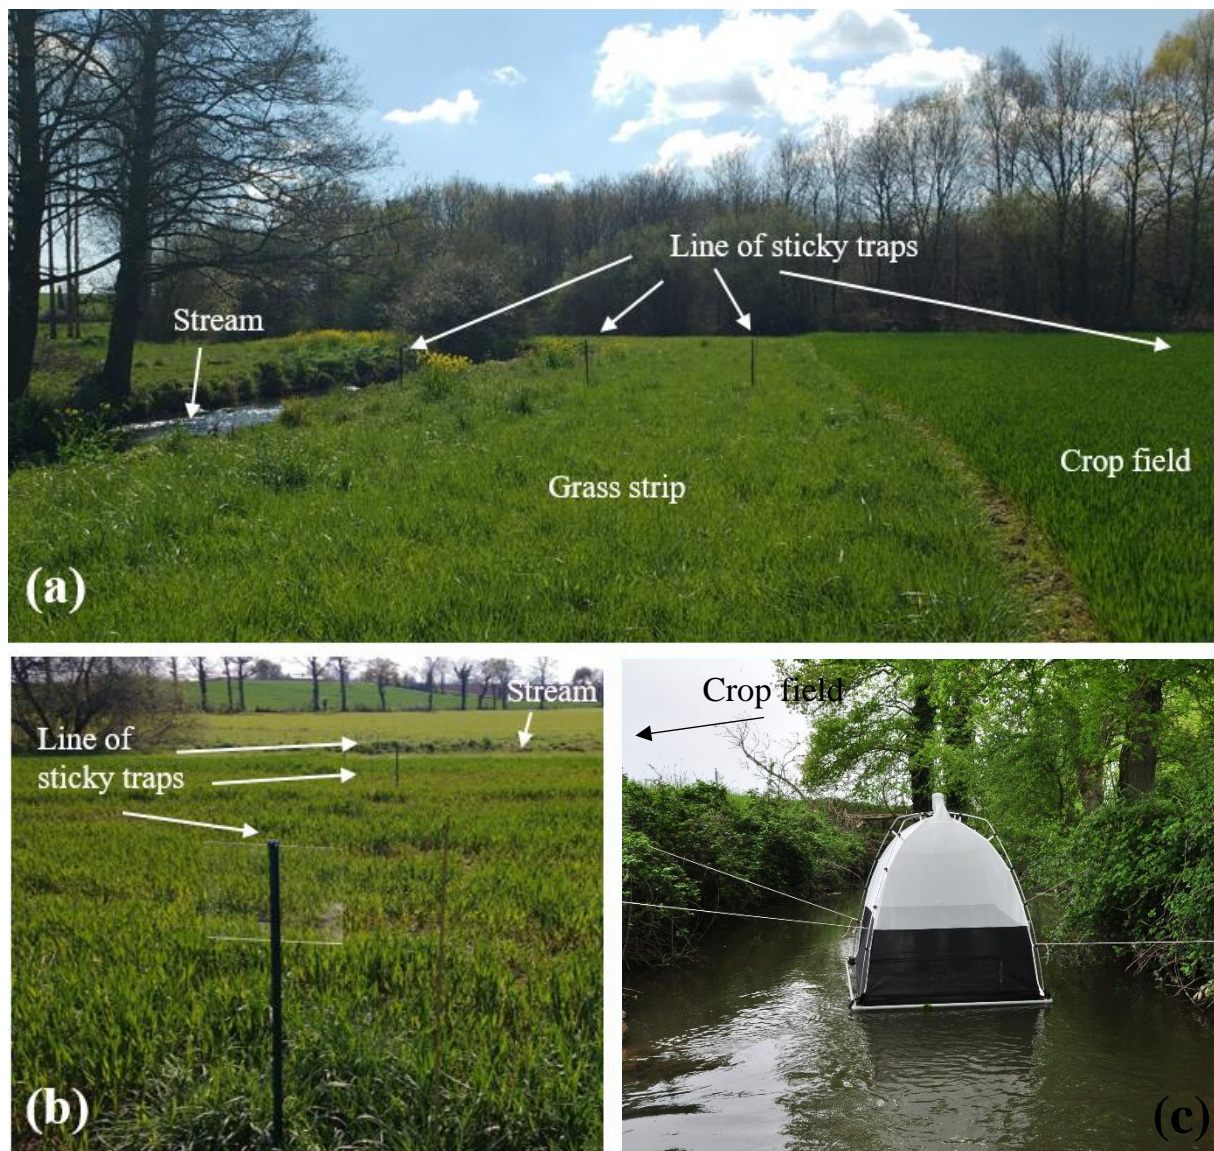 Line of sticky traps
Stream
Crop field
Grass strip
(a)
Stream
Line of
sticky traps
(b)
Crop field
(c)